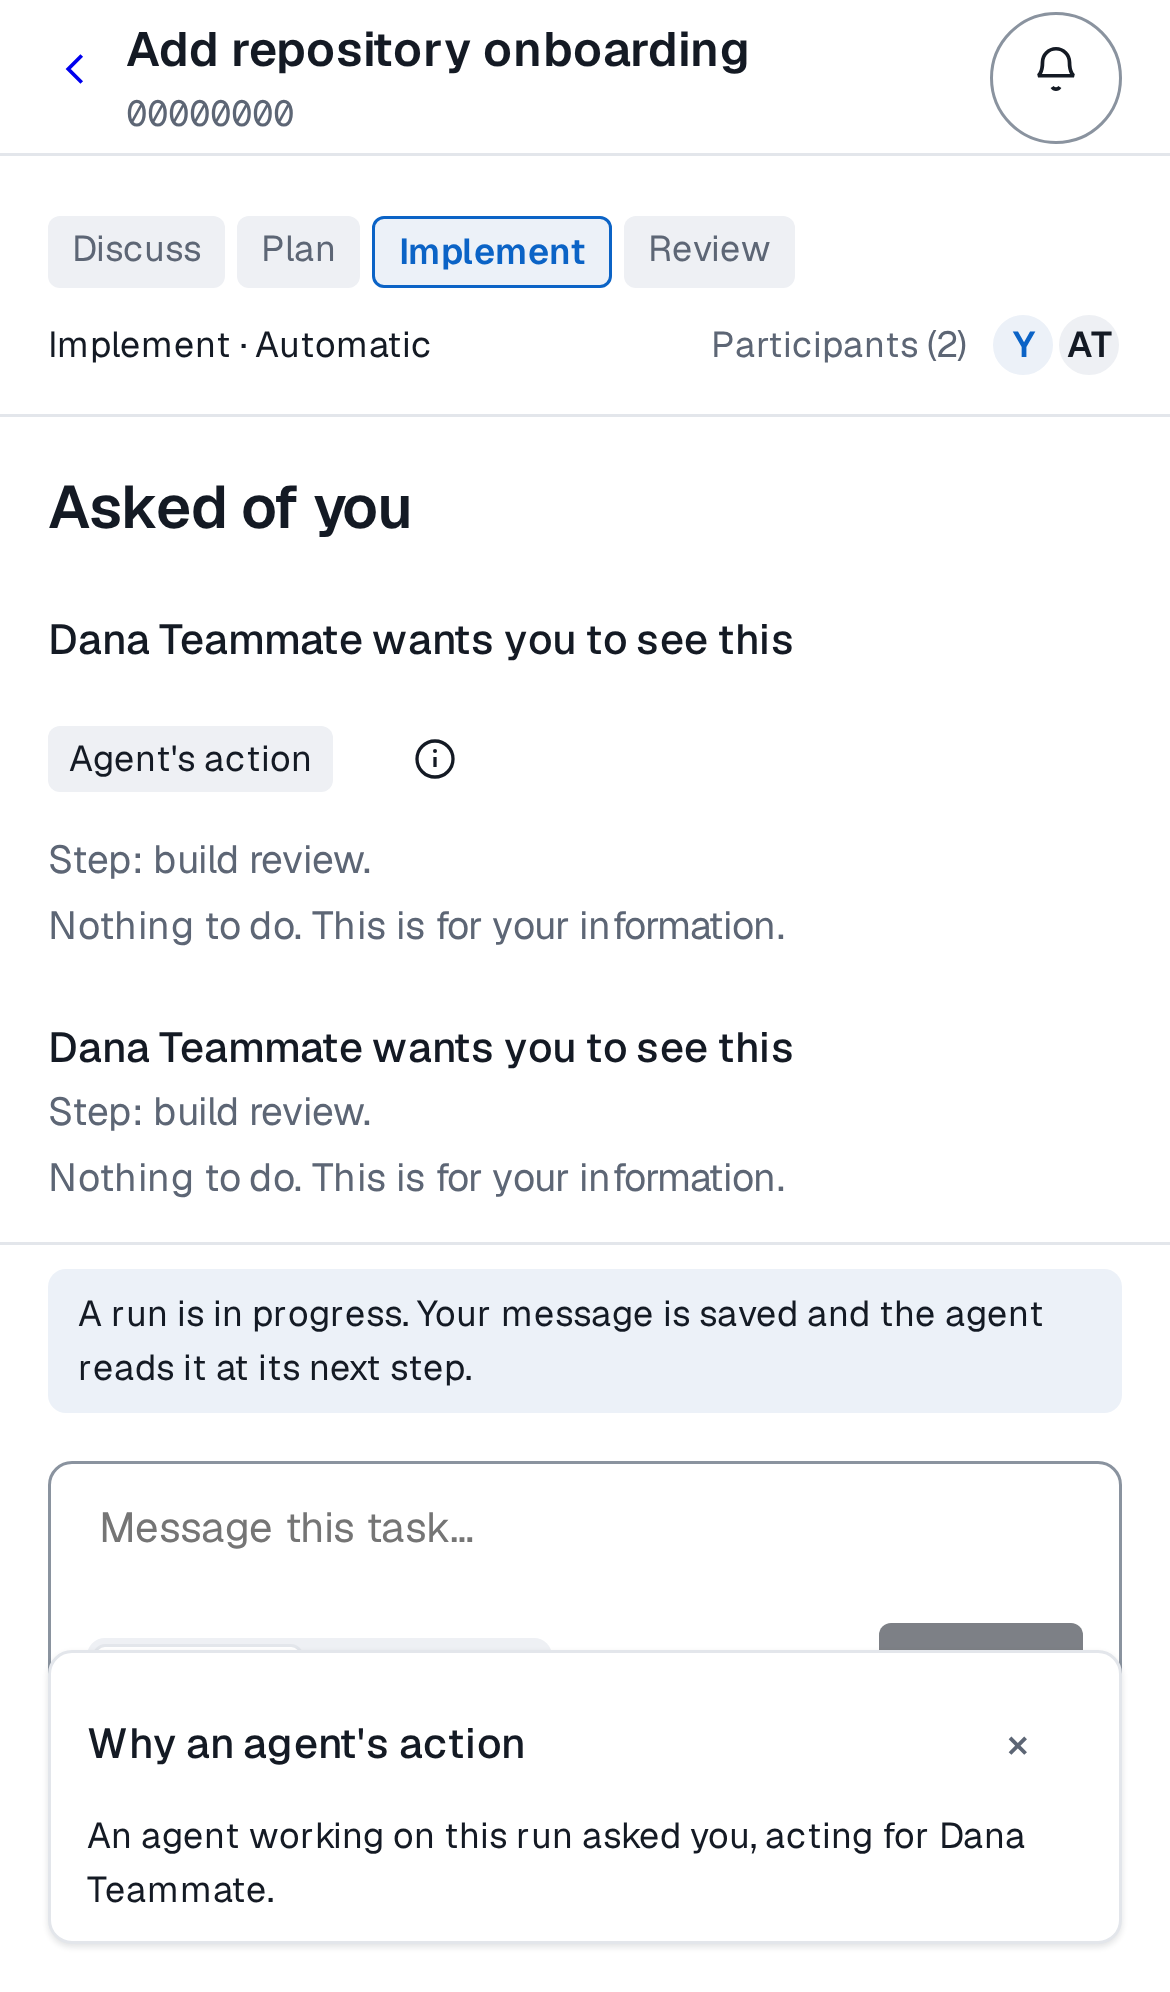 Add repository onboarding
00000000
Discuss
Plan
Implement
Review
Implement · Automatic
Participants (2)
Y
AT
Asked of you
Dana Teammate wants you to see this
Agent's action
Step: build review.
Nothing to do. This is for your information.
Dana Teammate wants you to see this
Step: build review.
Nothing to do. This is for your information.
A run is in progress. Your message is saved and the agent
reads it at its next step.
Message this task...
Why an agent's action
×
An agent working on this run asked you, acting for Dana
Teammate.